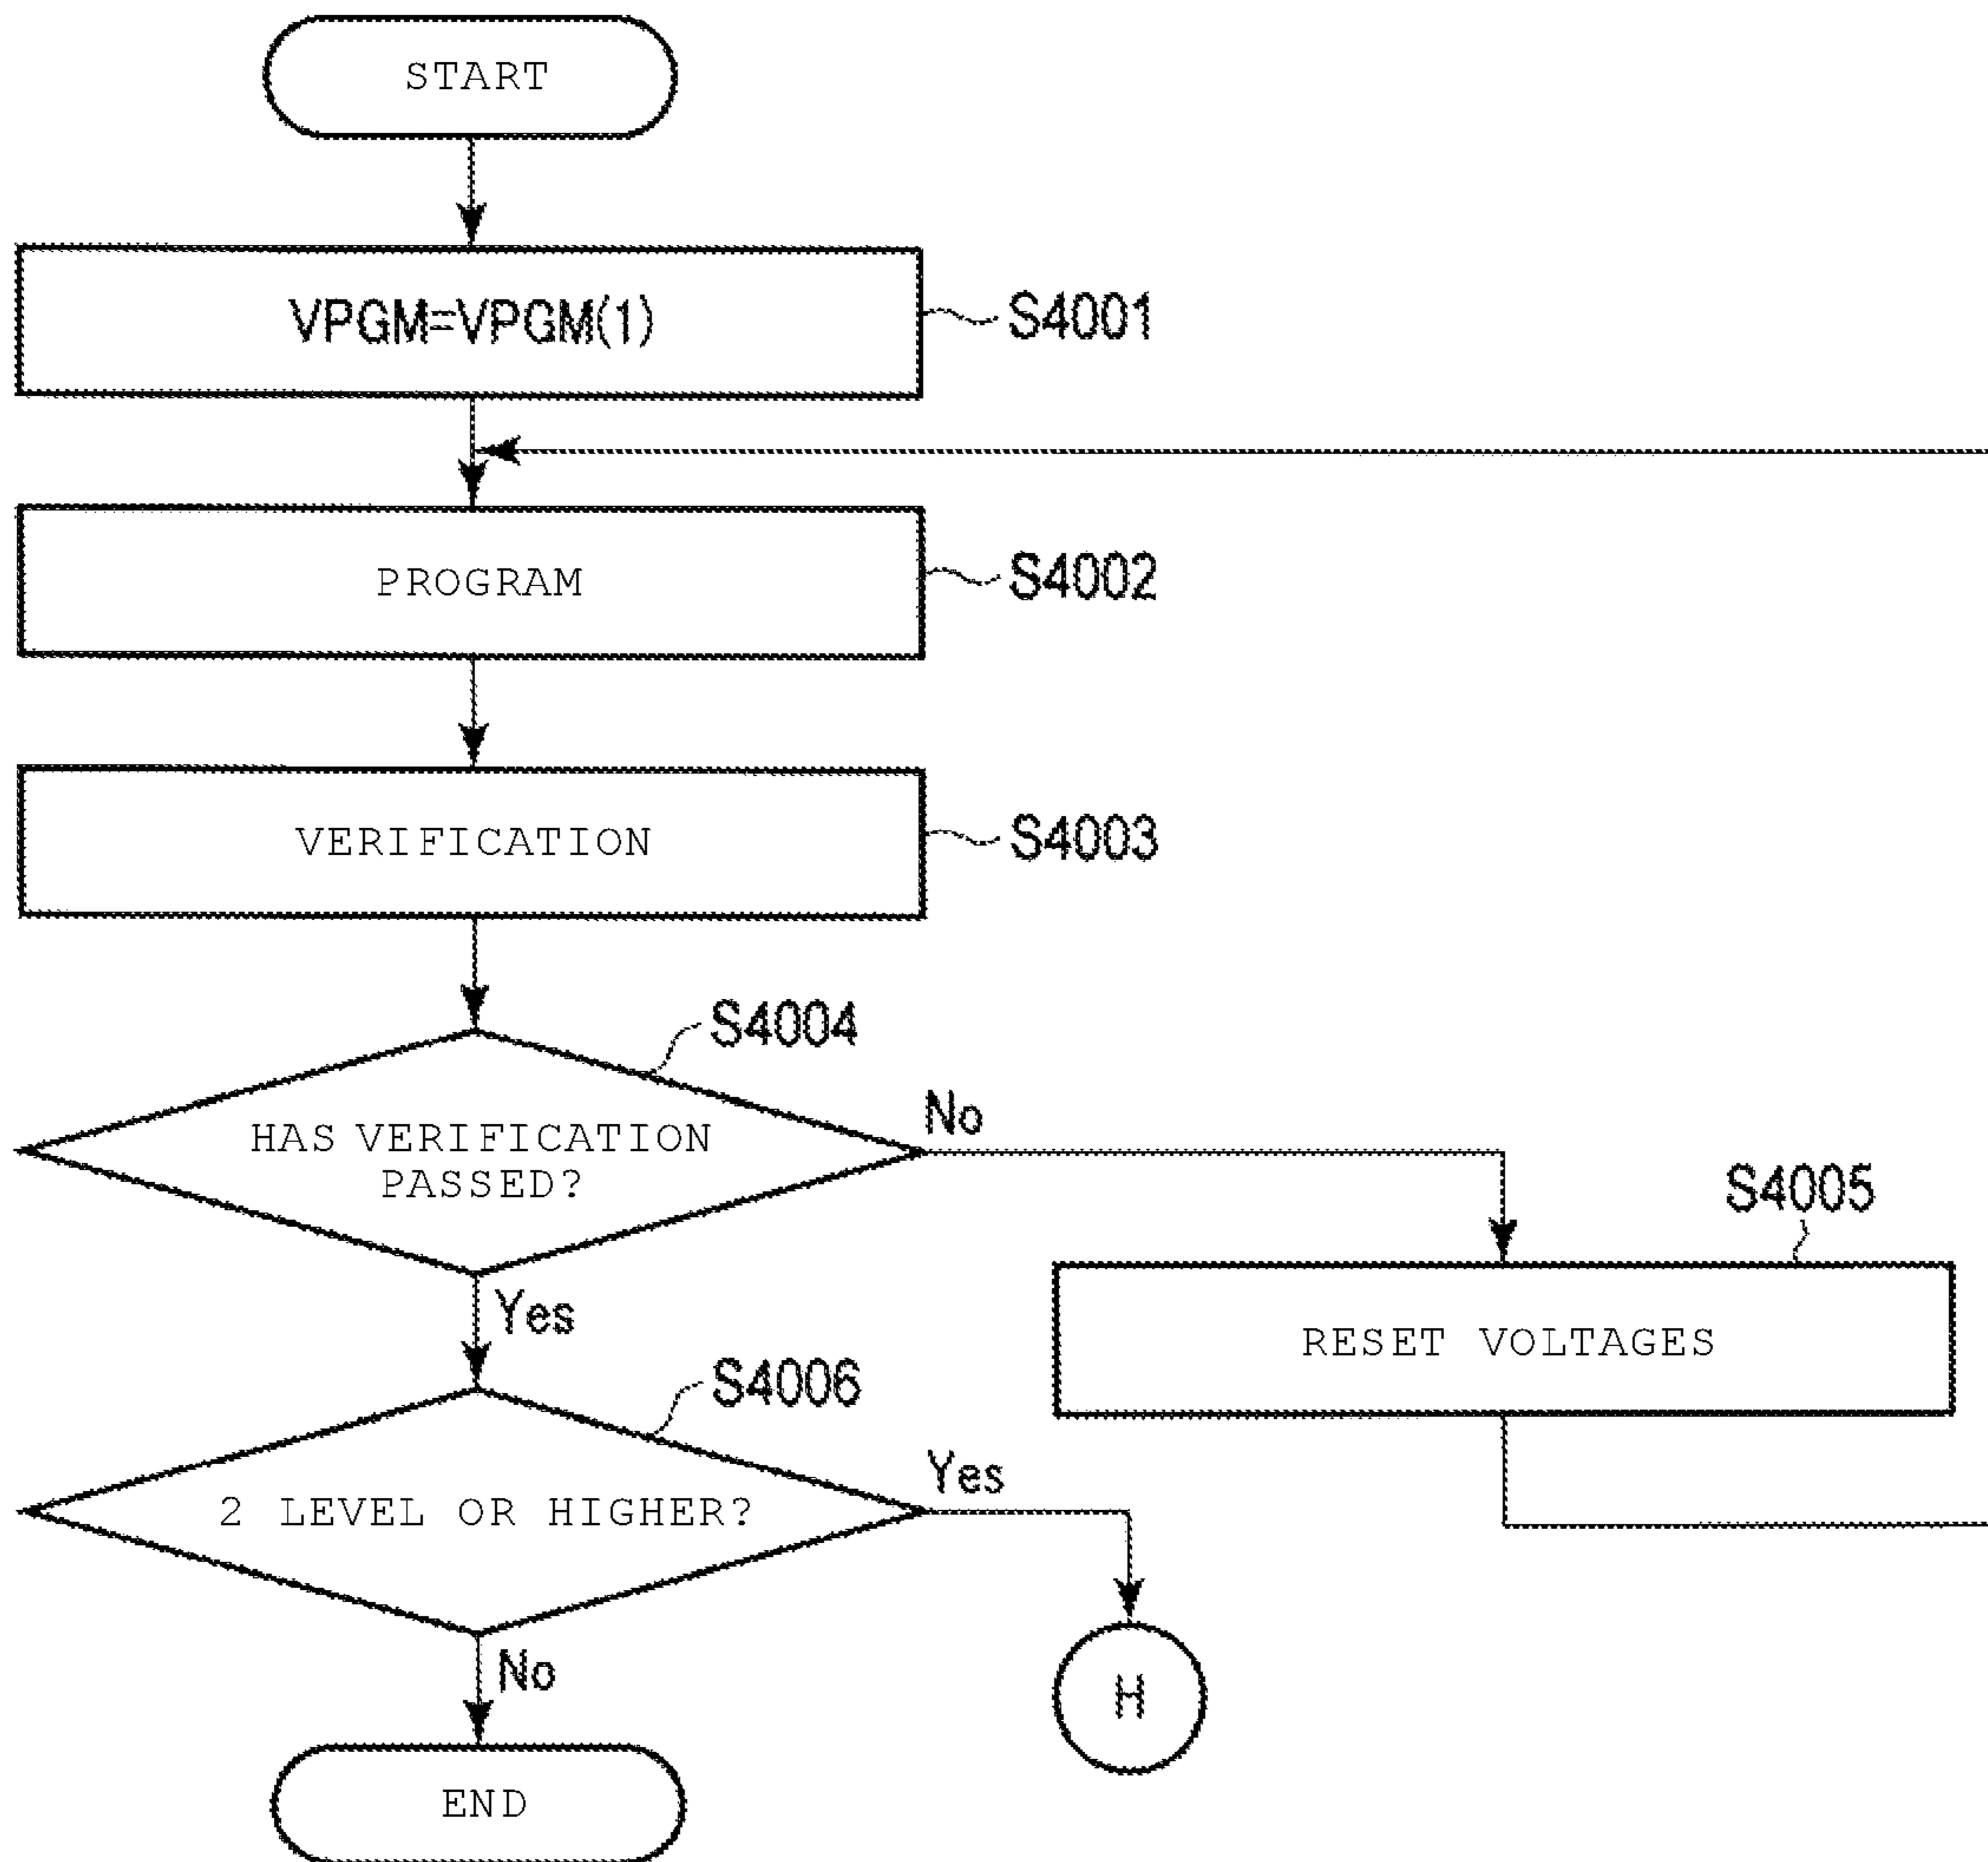 START
VPGM=VPGM(1)
S4001
PROGRAM
S4002
VERIFICATION
S4003
S4004
HAS VERIFICATION
PASSED?
No
Yes
S4005
RESET VOLTAGES
S4006
2 LEVEL OR HIGHER?
Yes
No
H
END